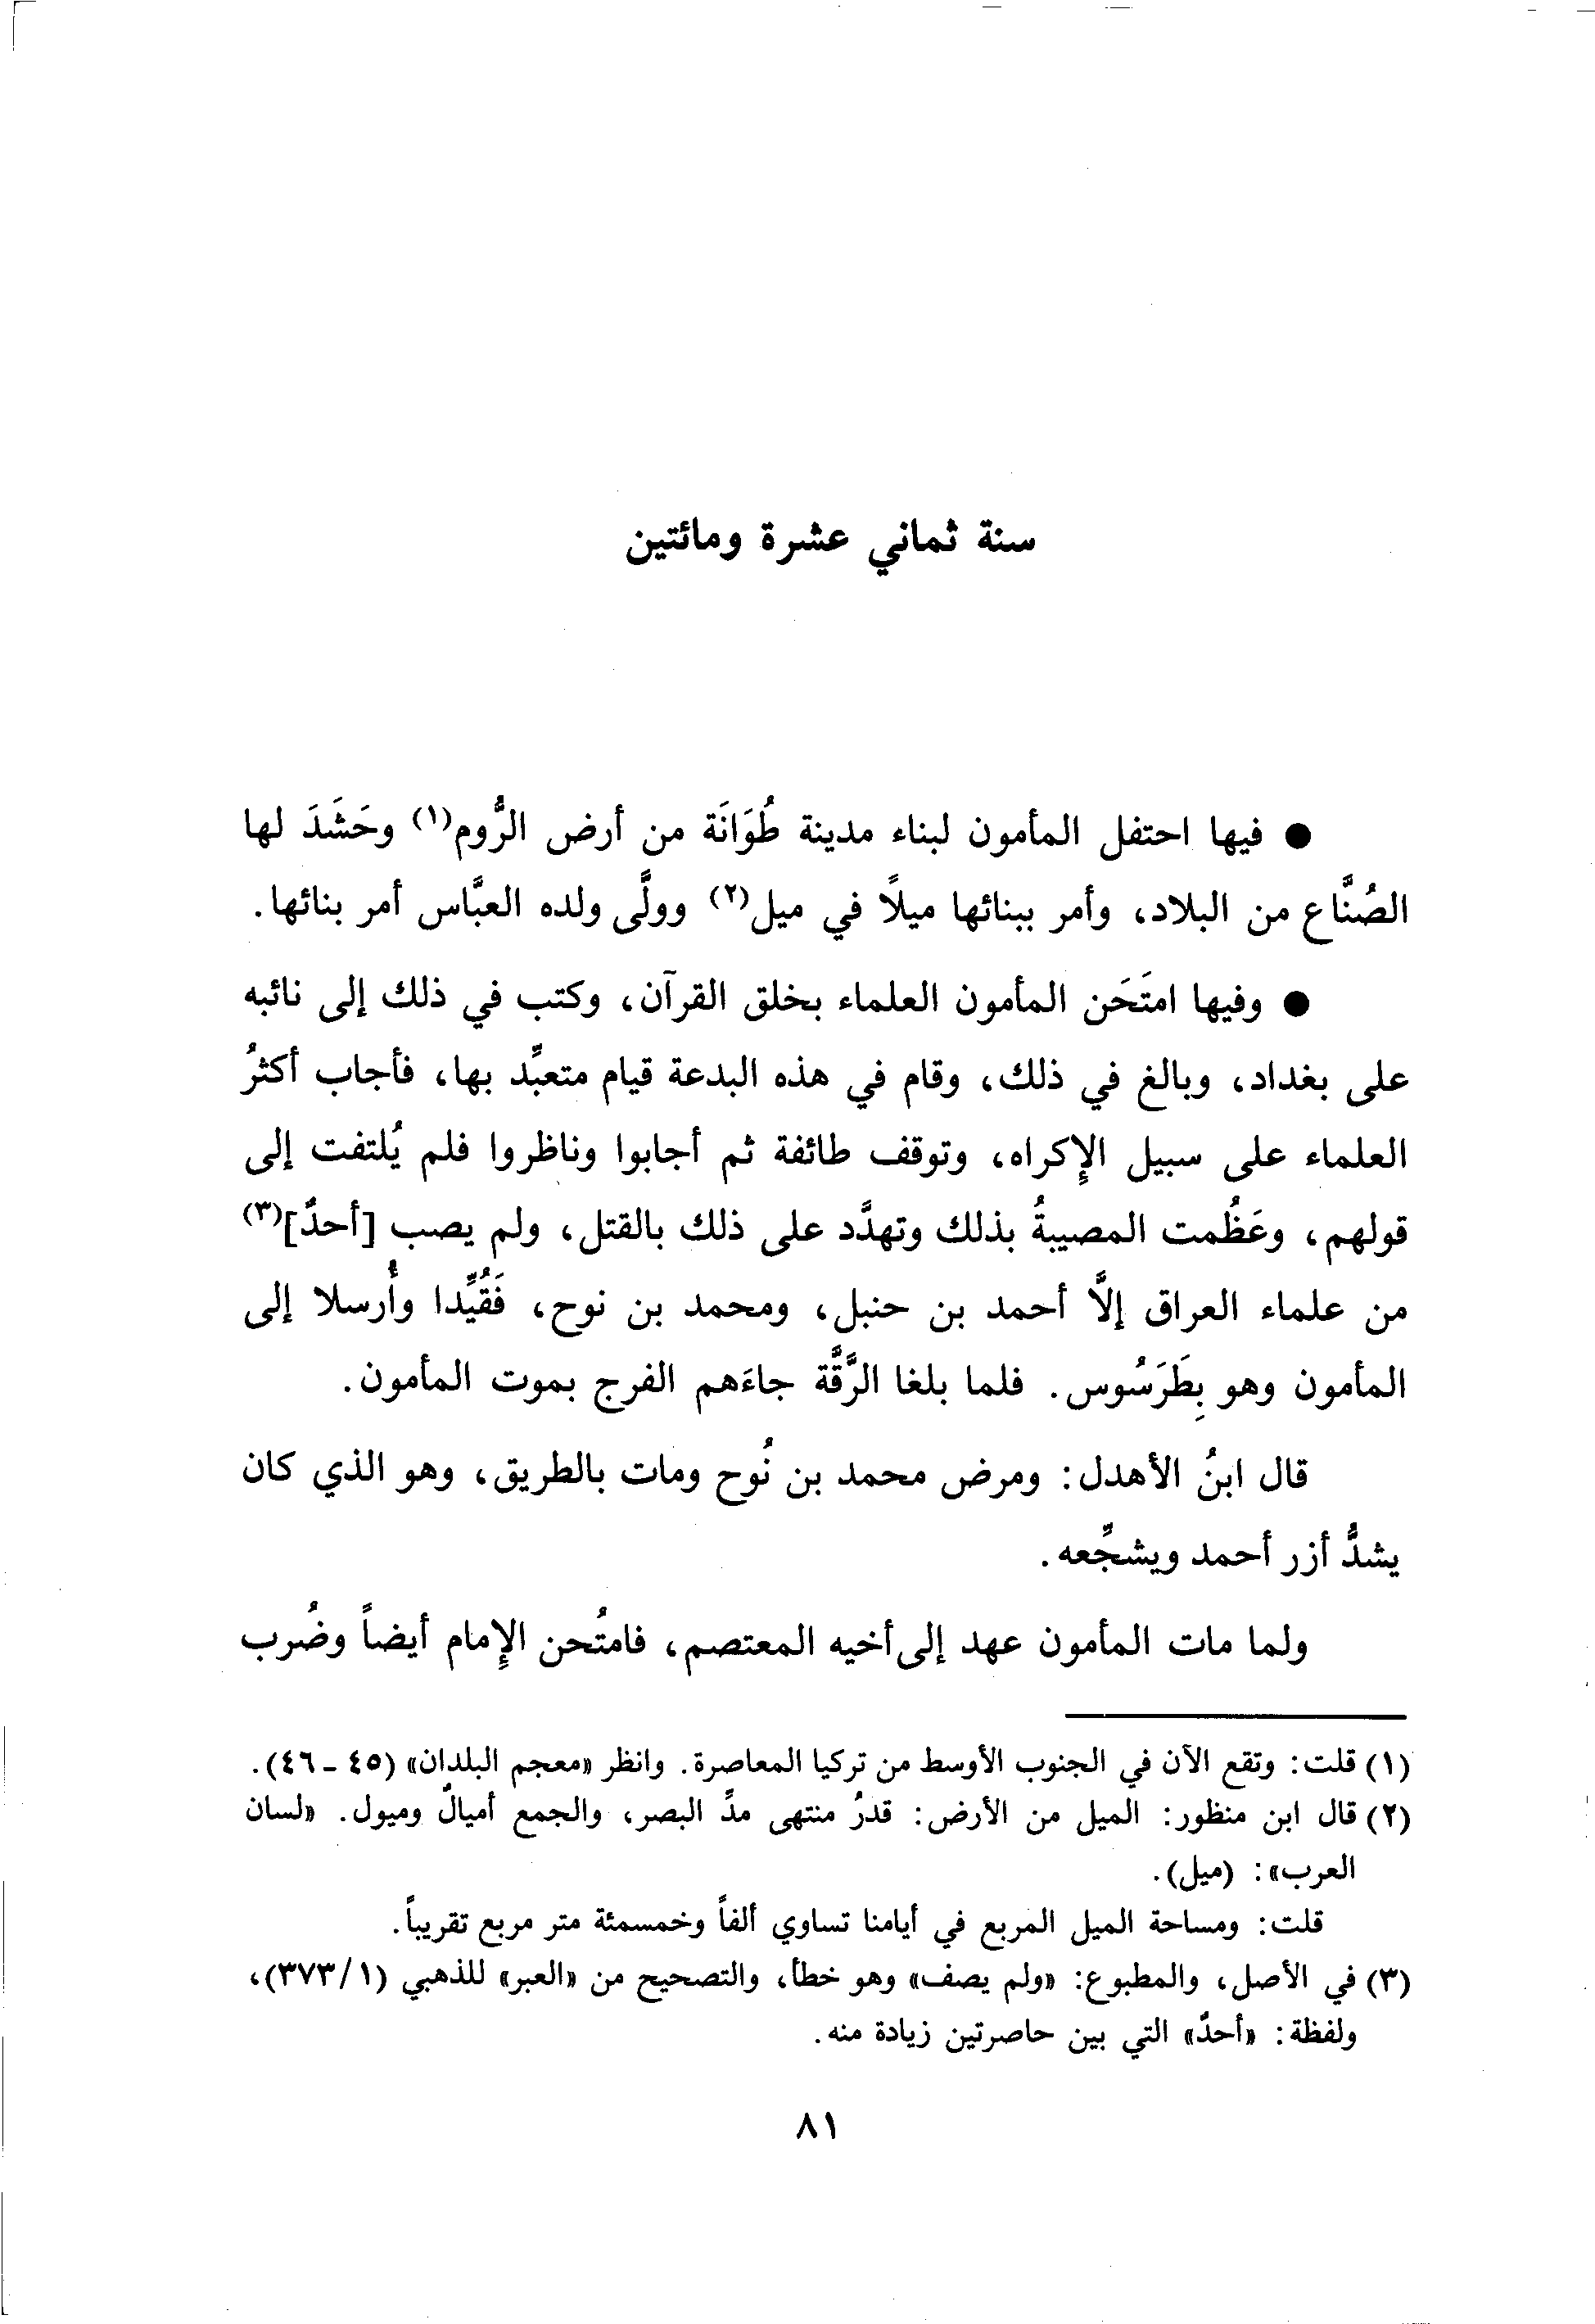 سنة ثماني عشرة ومائتين
● فيها احتفل المأمون لبناء مدينة طُوَانَة من أرض الرُّوم(١) وحَشَدَ لها
الصُنَّاع من البلاد، وأمر ببنائها ميلاً في ميل(٢) وولَّى ولده العبَّاس أمر بنائها.
● وفيها امتَحَن المأمون العلماء بخلق القرآن، وكتب في ذلك إلى نائبه
على بغداد، وبالغ في ذلك، وقام في هذه البدعة قيام متعبِّد بها، فأجاب أكثرُ
العلماء على سبيل الإكراه، وتوقف طائفة ثم أجابوا وناظروا فلم يُلتفت إلى
قولهم، وعَظُمت المصيبةُ بذلك وتهدَّد على ذلك بالقتل، ولم يصب [أحدٌ](٣)
من علماء العراق إلَّا أحمد بن حنبل، ومحمد بن نوح، فَقُيِّدا وأُرسلا إلى
المأمون وهو بِطَرَسُوس. فلما بلغا الرَّقَّة جاءَهم الفرج بموت المأمون.
قال ابنُ الأهدل: ومرض محمد بن نُوح ومات بالطريق، وهو الذي كان
يشدُّ أزر أحمد ويشجِّعه.
ولما مات المأمون عهد إلى أخيه المعتصم، فامتُحن الإمام أيضاً وضُرب
(١) قلت: وتقع الآن في الجنوب الأوسط من تركيا المعاصرة. وانظر «معجم البلدان» (٤٥ - ٤٦).
(٢) قال ابن منظور: الميل من الأرض: قدرُ منتهى مدِّ البصر، والجمع أميالٌ وميول. «لسان
العرب»: (ميل).
قلت: ومساحة الميل المربع في أيامنا تساوي ألفاً وخمسمئة متر مربع تقريباً.
(٣) في الأصل، والمطبوع: «ولم يصف» وهو خطأ، والتصحيح من «العبر» للذهبي (١/ ٣٧٣)،
ولفظة: «أحدٌ» التي بين حاصرتين زيادة منه.
٨١